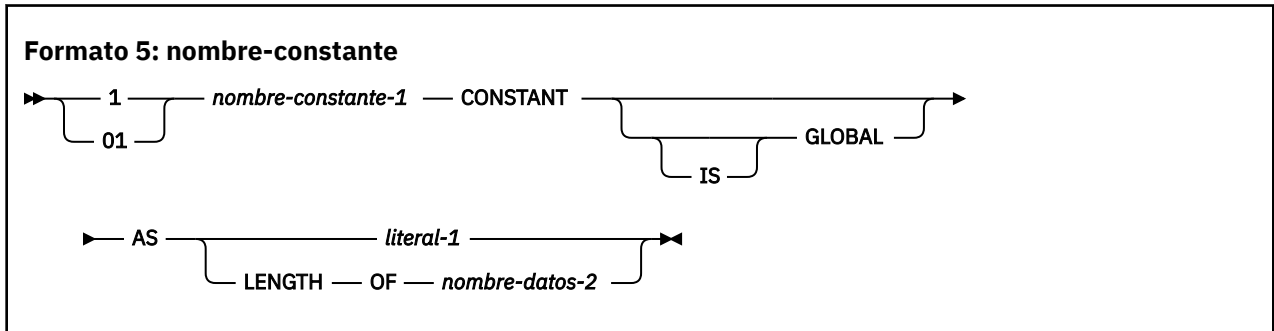 Formato 5: nombre-constante
1 nombre-constante-1 CONSTANT
01
GLOBAL
IS
AS literal-1
LENGTH OF nombre-datos-2